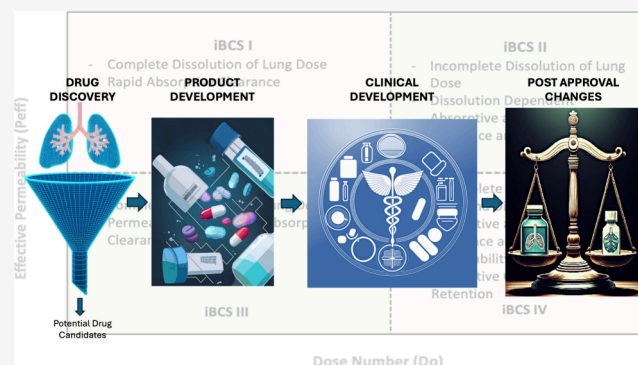 iBCS I
- Complete Dissolution of Lung Dose
Rapid Absorp
iBCS II
- Incomplete Dissolution of Lung
Dose
Dissolution Dependent
DRUG
DISCOVERY
PRODUCT
DEVELOPMENT
CLINICAL
DEVELOPMENT
POST APPROVAL
CHANGES
Effective Permeability (Peff)
Retention
Potential Drug
Candidates
iBCS III
iBCS IV
Dose Number (Do)